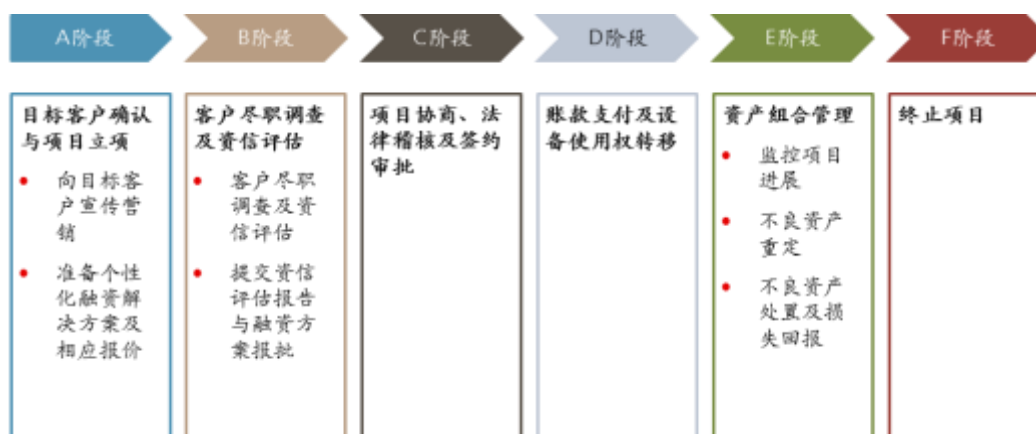 A阶段
B阶段
C阶段
D阶段
E阶段
F阶段
目标客户确认
与项目立项
向目标客
户宣传营
销
准备个性
化融资解
决方案及
相应报价
客户尽职调查
及资信评估
客户尽职
调查及资
信评估
提交资信
评估报告
与融资方
案报批
项目协商、法
律稽核及签约
审批
账款支付及设
备使用权转移
资产组合管理
监控项目
进展
不良资产
重定
不良资产
处置及损
失回报
终止项目